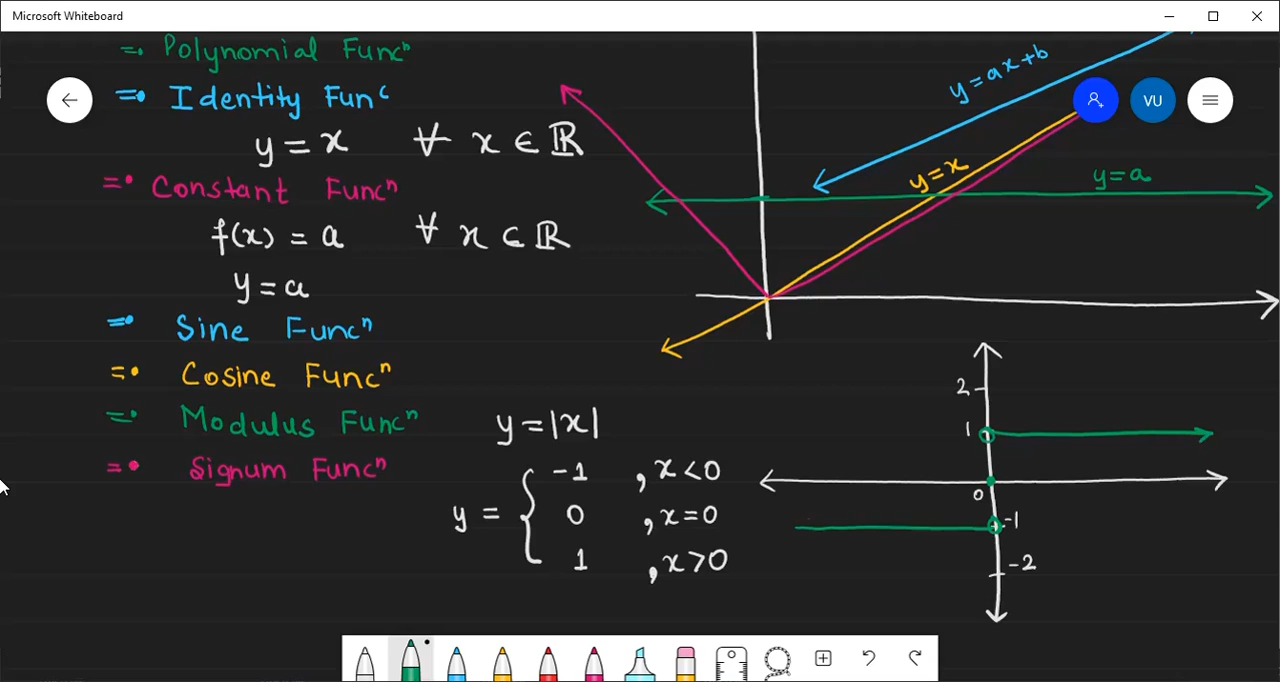 Microsoft Whiteboard
=· Polynomial Funcⁿ
=· Identity Func
y = x ∀ x ∈ ℝ
=· Constant Funcⁿ
f(x) = a ∀ x ⊂ ℝ
y = a
=· Sine Funcⁿ
=· Cosine Funcⁿ
=· Modulus Funcⁿ y = |x|
=· Signum Funcⁿ
y = { -1 , x < 0
0 , x = 0
1 , x > 0
y = ax + b
VU
y = x
y = a
2
1
0
-1
-2